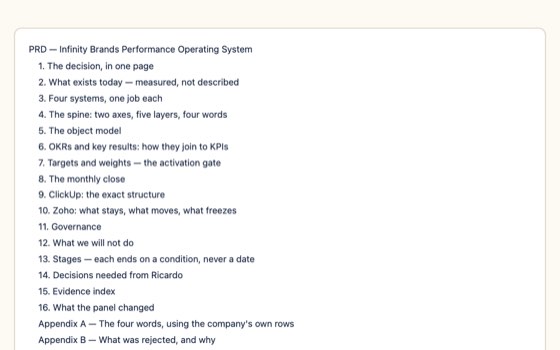 PRD — Infinity Brands Performance Operating System
1. The decision, in one page
2. What exists today — measured, not described
3. Four systems, one job each
4. The spine: two axes, five layers, four words
5. The object model
6. OKRs and key results: how they join to KPIs
7. Targets and weights — the activation gate
8. The monthly close
9. ClickUp: the exact structure
10. Zoho: what stays, what moves, what freezes
11. Governance
12. What we will not do
13. Stages — each ends on a condition, never a date
14. Decisions needed from Ricardo
15. Evidence index
16. What the panel changed
Appendix A — The four words, using the company's own rows
Appendix B — What was rejected, and why